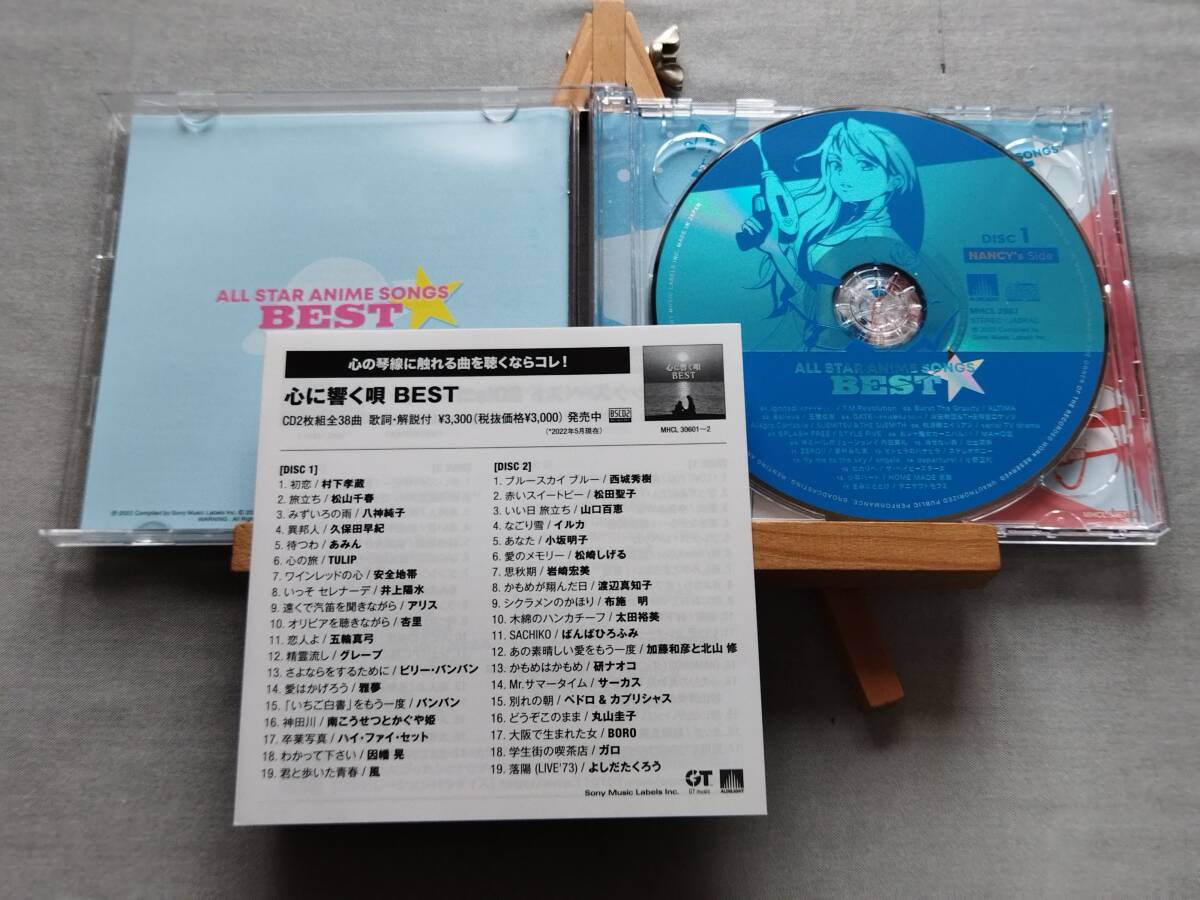 ALL STAR ANIME SONGS
BEST
DISC 1
NANCY's Side
MHCL 2982
STEREO
ALL STAR ANIME SONGS
BEST
心の琴線に触れる曲を聴くならコレ！
心に響く唄 BEST
CD2枚組全38曲 歌詞・解説付 ¥3,300(税抜価格¥3,000) 発売中
BSCD2
(*2022年5月現在)
心に響く唄
BEST
MHCL 30601〜2
[DISC 1]
1. 初恋 / 村下孝蔵
2. 旅立ち / 松山千春
3. みずいろの雨 / 八神純子
4. 異邦人 / 久保田早紀
5. 待つわ / あみん
6. 心の旅 / TULIP
7. ワインレッドの心 / 安全地帯
8. いっそ セレナーデ / 井上陽水
9. 遠くで汽笛を聞きながら / アリス
10. オリビアを聴きながら / 杏里
11. 恋人よ / 五輪真弓
12. 精霊流し / グレープ
13. さよならをするために / ビリー・バンバン
14. 愛はかげろう / 雅夢
15. 「いちご白書」をもう一度 / バンバン
16. 神田川 / 南こうせつとかぐや姫
17. 卒業写真 / ハイ・ファイ・セット
18. わかって下さい / 因幡 晃
19. 君と歩いた青春 / 風
[DISC 2]
1. ブルースカイ ブルー / 西城秀樹
2. 赤いスイートピー / 松田聖子
3. いい日 旅立ち / 山口百恵
4. なごり雪 / イルカ
5. あなた / 小坂明子
6. 愛のメモリー / 松崎しげる
7. 思秋期 / 岩崎宏美
8. かもめが翔んだ日 / 渡辺真知子
9. シクラメンのかほり / 布施 明
10. 木綿のハンカチーフ / 太田裕美
11. SACHIKO / ばんばひろふみ
12. あの素晴しい愛をもう一度 / 加藤和彦と北山 修
13. かもめはかもめ / 研ナオコ
14. Mr.サマータイム / サーカス
15. 別れの朝 / ペドロ & カプリシャス
16. どうぞこのまま / 丸山圭子
17. 大阪で生まれた女 / BORO
18. 学生街の喫茶店 / ガロ
19. 落陽 (LIVE'73) / よしだたくろう
Sony Music Labels Inc.
GT music